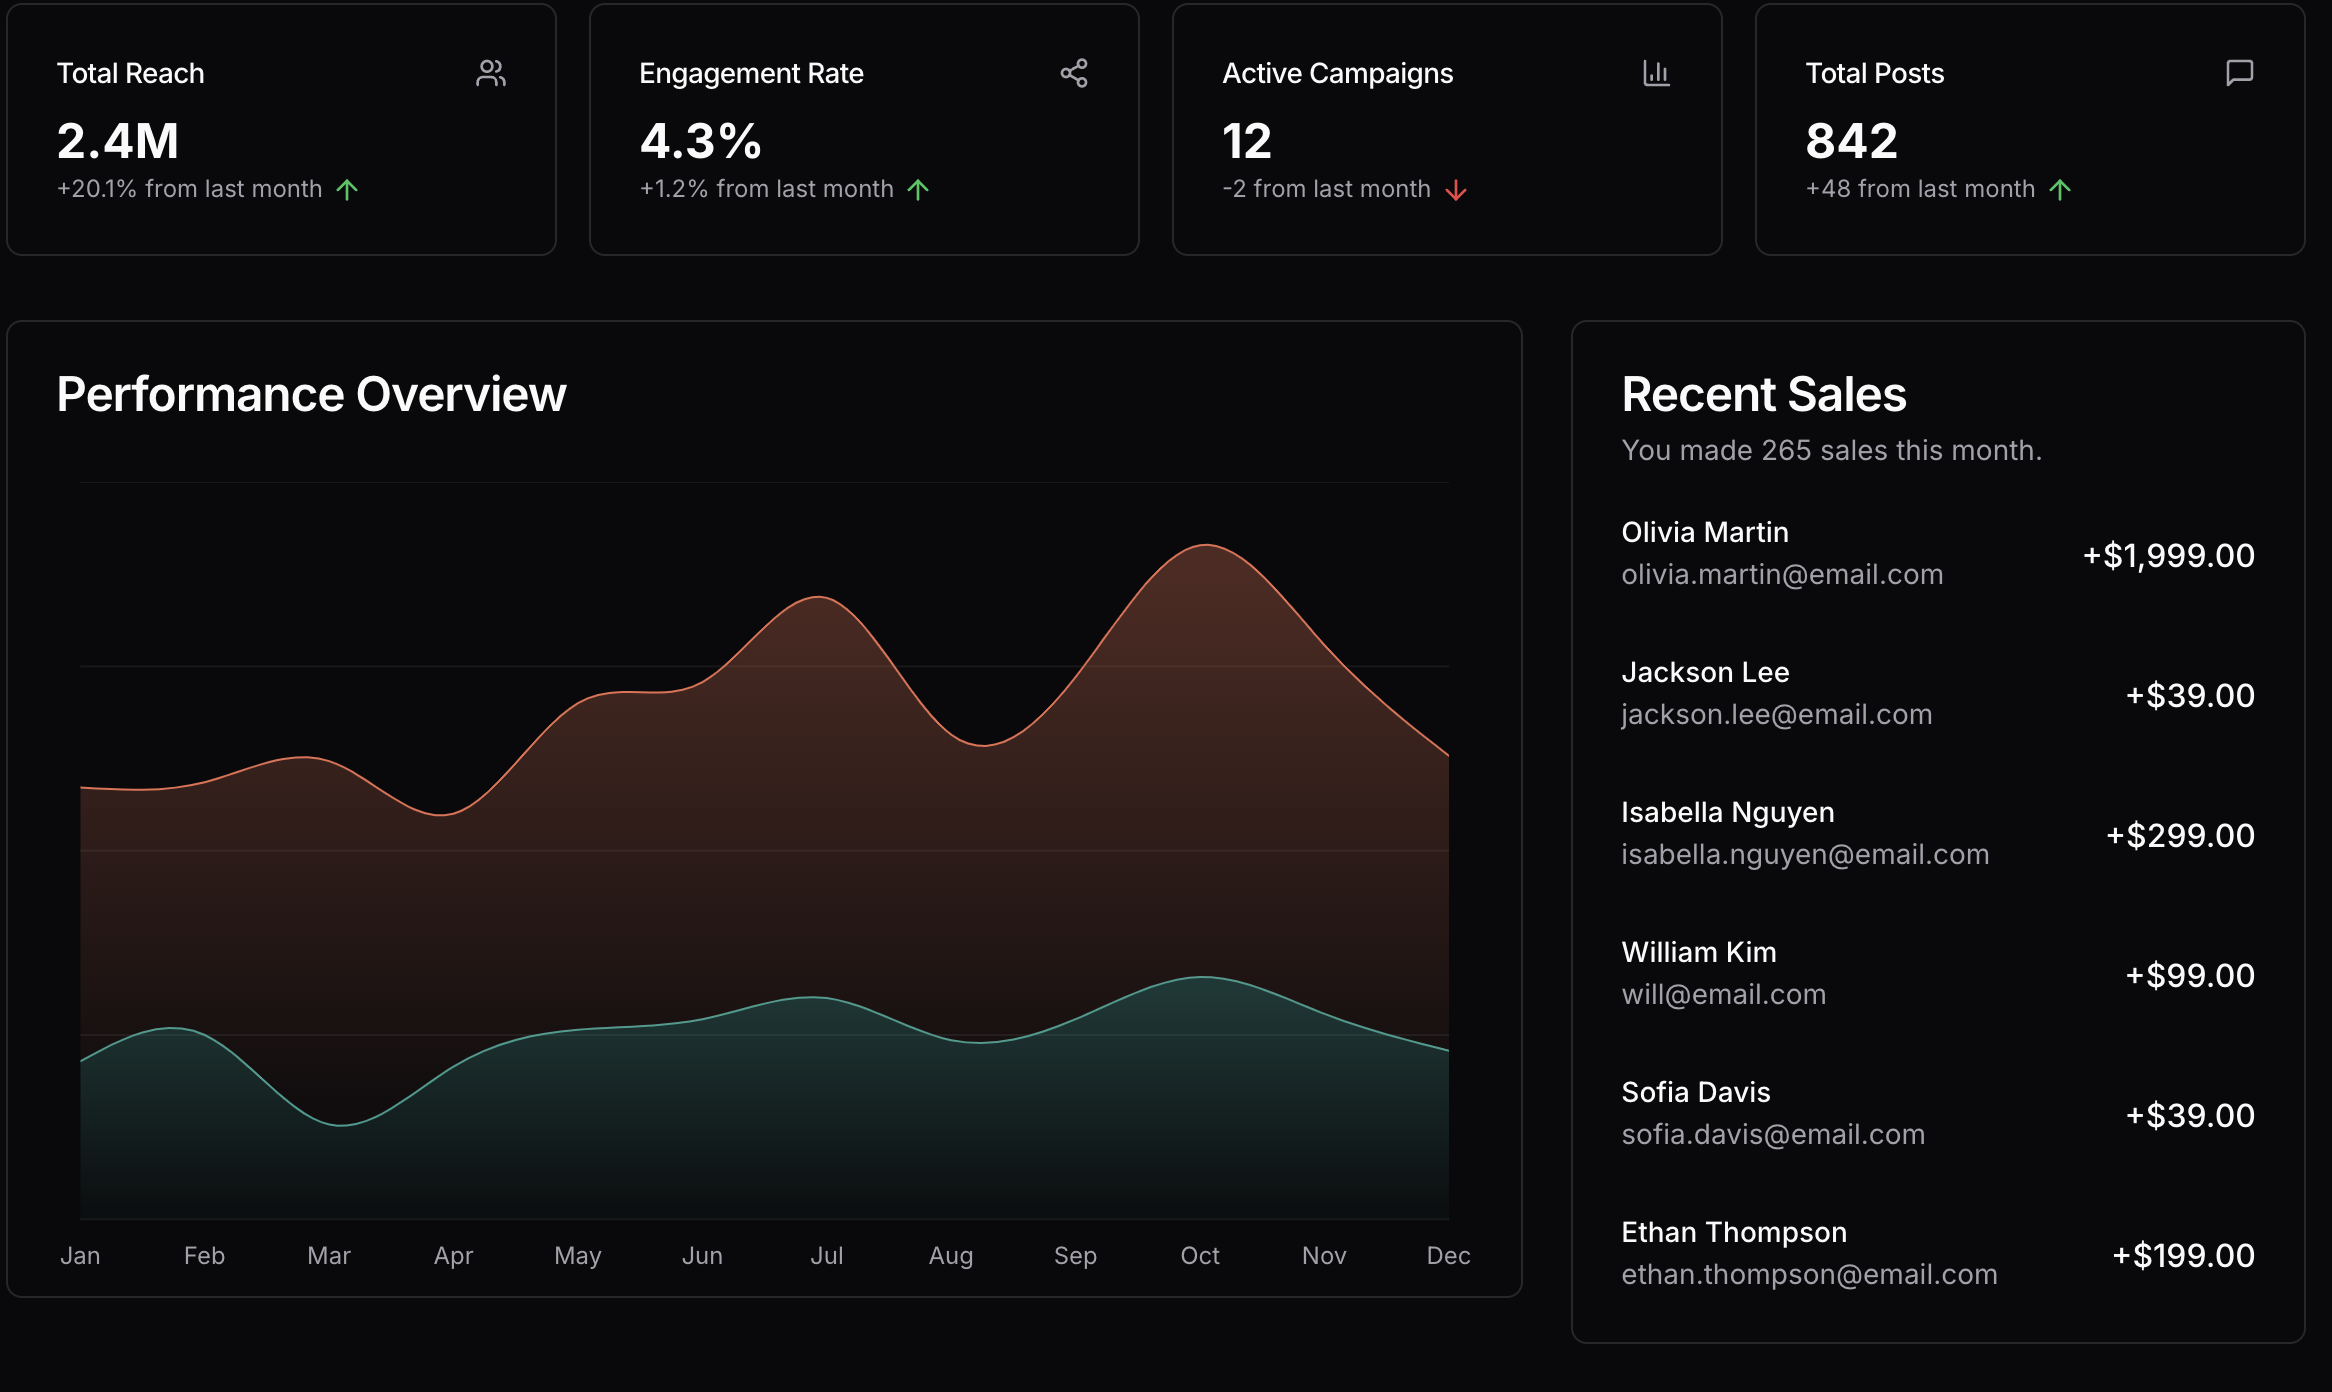 Total Reach
2.4M
+20.1% from last month
Engagement Rate
4.3%
+1.2% from last month
Active Campaigns
12
-2 from last month
Total Posts
842
+48 from last month
Performance Overview
Jan Feb Mar Apr May Jun Jul Aug Sep Oct Nov Dec
Recent Sales
You made 265 sales this month.
Olivia Martin
olivia.martin@email.com
+$1,999.00
Jackson Lee
jackson.lee@email.com
+$39.00
Isabella Nguyen
isabella.nguyen@email.com
+$299.00
William Kim
will@email.com
+$99.00
Sofia Davis
sofia.davis@email.com
+$39.00
Ethan Thompson
ethan.thompson@email.com
+$199.00